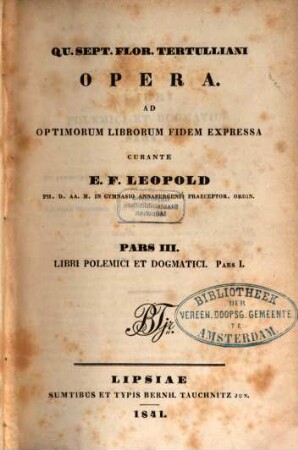 QU. SEPT. FLOR. TERTULLIANI
OPERA.
AD
OPTIMORUM LIBRORUM FIDEM EXPRESSA
CURANTE
E. F. LEOPOLD
PH. D. AA. M. IN GYMNASIO ANNAEBERGENSI PRAECEPTOR. ORDIN.
PARS III.
LIBRI POLEMICI ET DOGMATICI. PARS I.
BTjr.
BIBLIOTHEEK
DER
VEREEN. DOOPSG. GEMEENTE
TE
AMSTERDAM
LIPSIAE
SUMTIBUS ET TYPIS BERNH. TAUCHNITZ JUN.
1841.